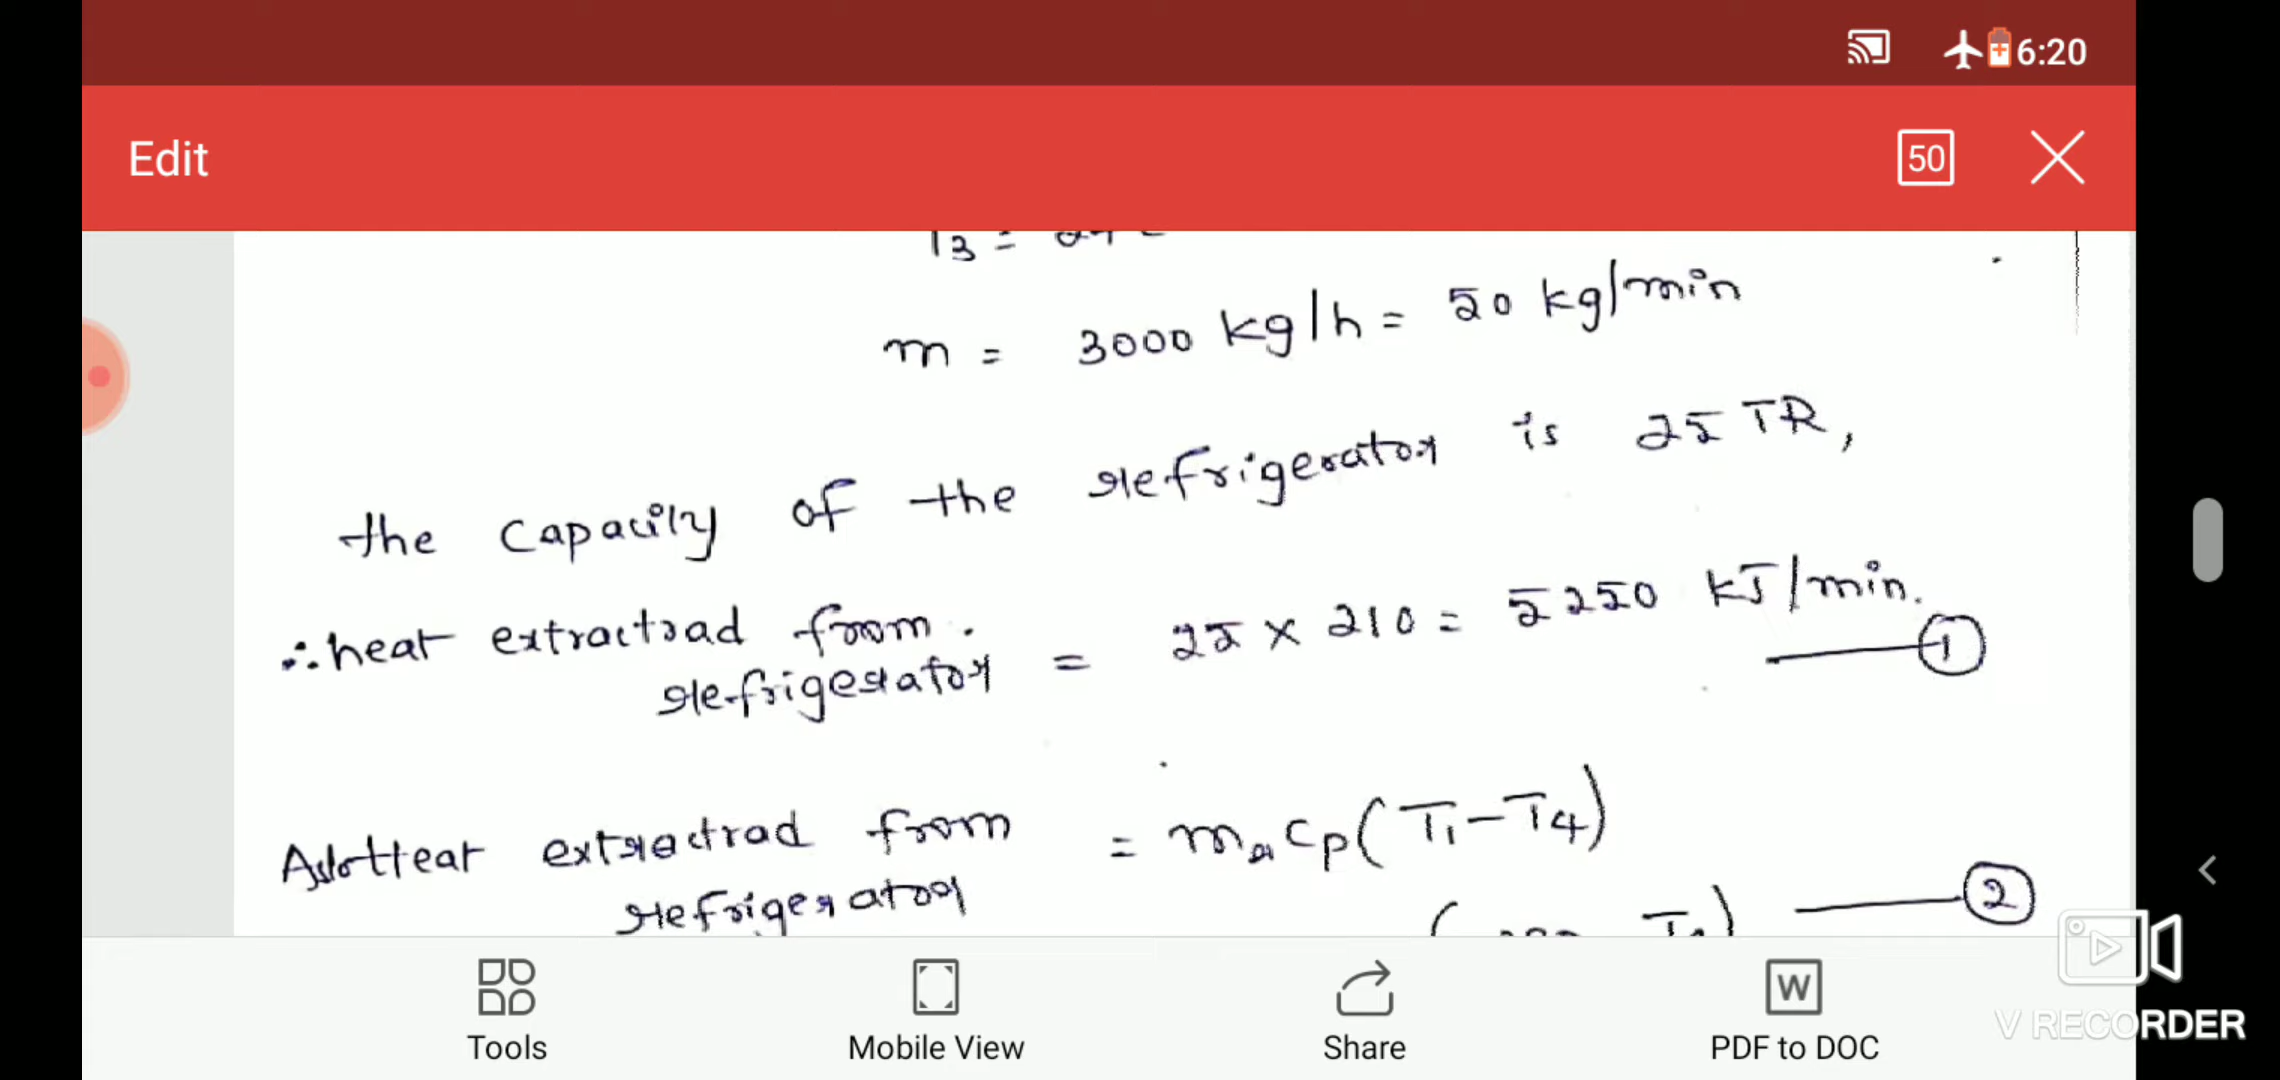 6:20
Edit
50
m = 3000 kg/h = 50 kg/min
the capacity of the refrigerator is 25 TR,
∴ heat extractrad from refrigerator = 25 × 210 = 5250 kJ/min. ①
heat extractrad from refrigerator = ma cp (T1 - T4)
②
Tools
Mobile View
Share
W
PDF to DOC
V RECORDER